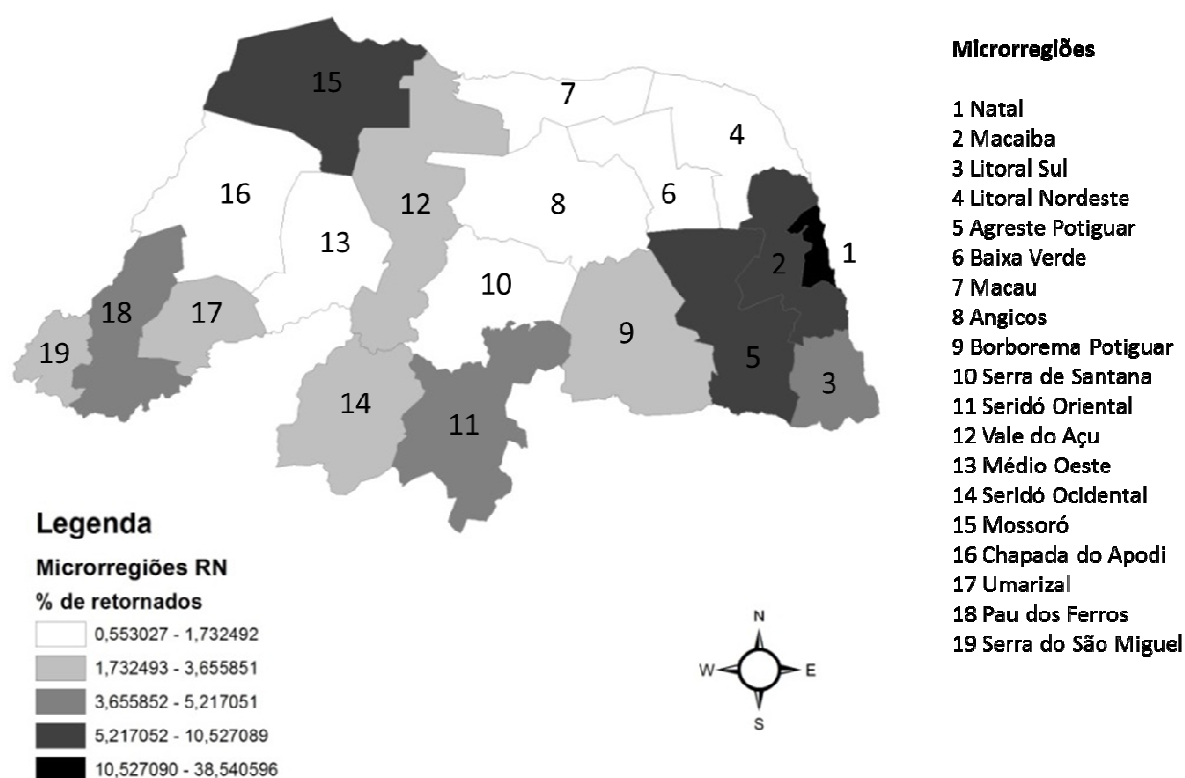 15
7
4
16
12
8
6
13
2
1
10
18
17
9
19
5
3
14
11
Microrregiões
1 Natal
2 Macaiba
3 Litoral Sul
4 Litoral Nordeste
5 Agreste Potiguar
6 Baixa Verde
7 Macau
8 Angicos
9 Borborema Potiguar
10 Serra de Santana
11 Seridó Oriental
12 Vale do Açu
13 Médio Oeste
14 Seridó Ocidental
15 Mossoró
16 Chapada do Apodi
17 Umarizal
18 Pau dos Ferros
19 Serra do São Miguel
Legenda
Microrregiões RN
% de retornados
0,553027 - 1,732492
1,732493 - 3,655851
3,655852 - 5,217051
5,217052 - 10,527089
10,527090 - 38,540596
N
W
E
S